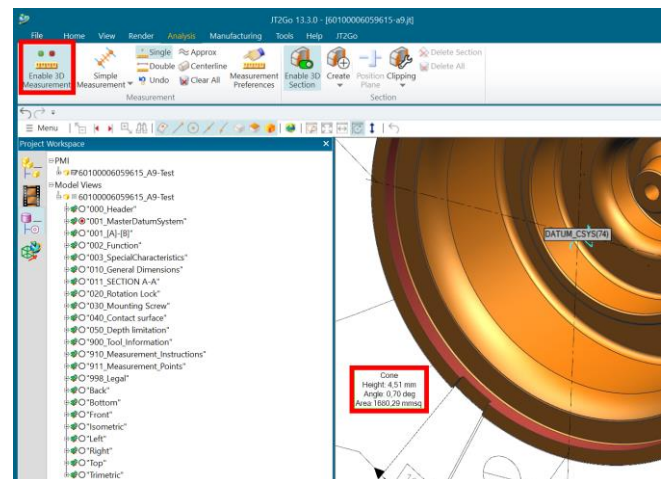 JT2Go 13.3.0 - [60100006059615-a9.jt]
File Home View Render Analysis Manufacturing Tools Help JT2Go
Enable 3D Measurement
Simple Measurement
Single
Double
Undo
Approx
Centerline
Clear All
Measurement Preferences
Enable 3D Section
Create
Position Plane
Clipping
Delete Section
Delete All
Measurement
Section
Menu
Project Workspace
PMI
60100006059615_A9-Test
Model Views
60100006059615_A9-Test
"000_Header"
"001_MasterDatumSystem"
"001_[A]-[B]"
"002_Function"
"003_SpecialCharacteristics"
"010_General Dimensions"
"011_SECTION A-A"
"020_Rotation Lock"
"030_Mounting Screw"
"040_Contact surface"
"050_Depth limitation"
"900_Tool_Information"
"910_Measurement_Instructions"
"911_Measurement_Points"
"998_Legal"
"Back"
"Bottom"
"Front"
"Isometric"
"Left"
"Right"
"Top"
"Trimetric"
DATUM_CSYS(74)
Cone
Height: 4,51 mm
Angle: 0,70 deg
Area: 1680,29 mmsq